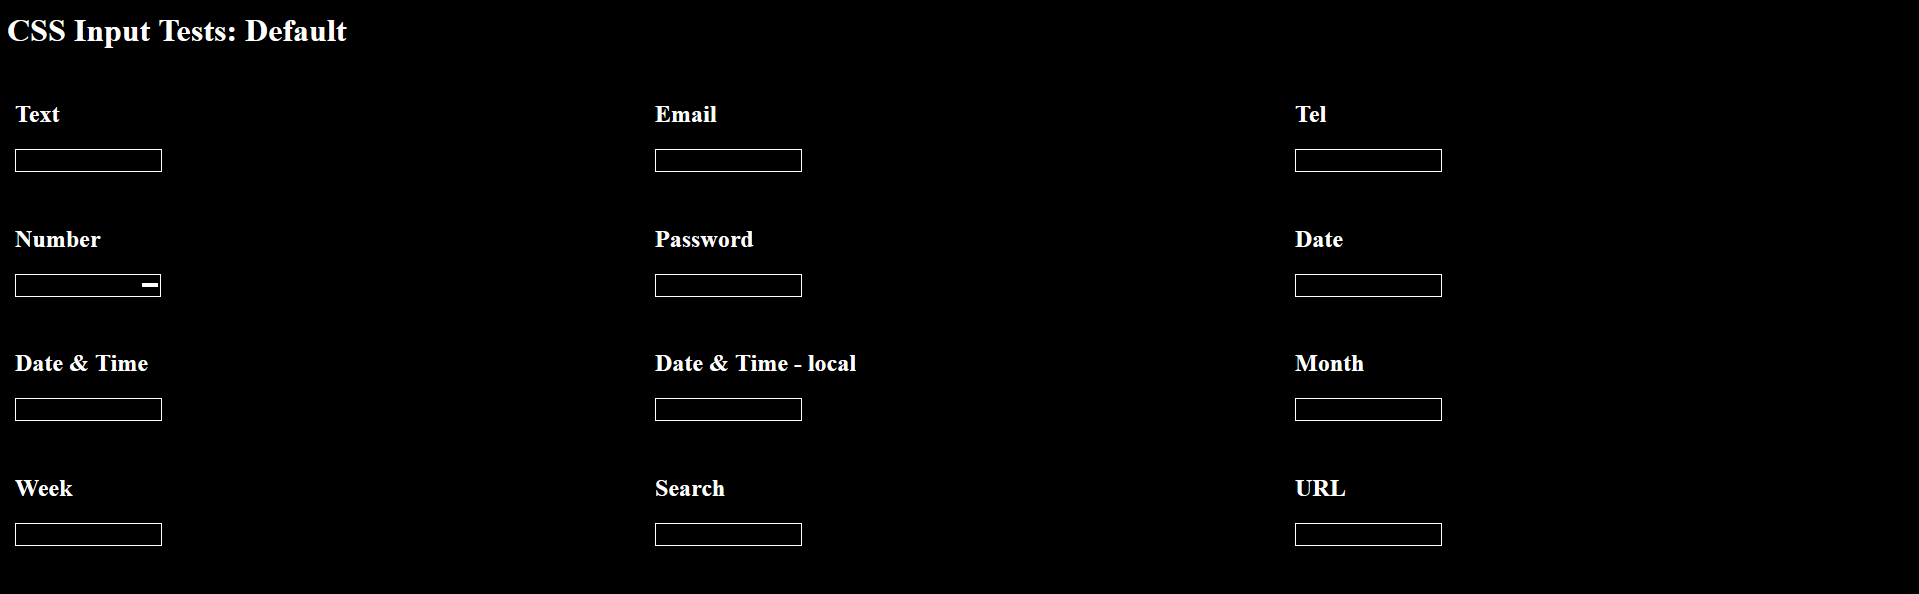 CSS Input Tests: Default
Text
Email
Tel
Number
Password
Date
Date & Time
Date & Time - local
Month
Week
Search
URL